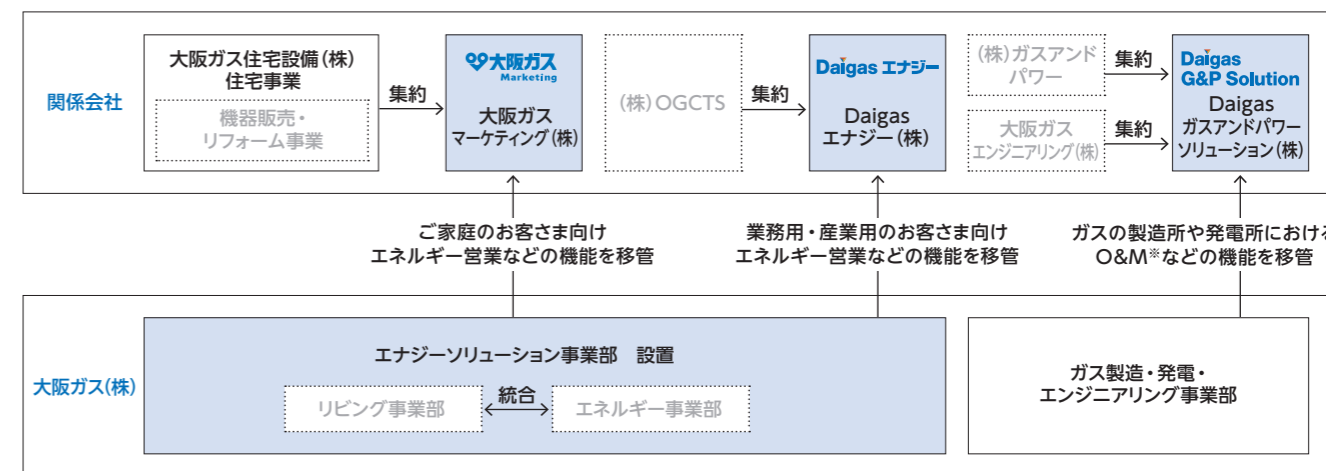 関係会社
大阪ガス住宅設備(株)
住宅事業
機器販売・
リフォーム事業
集約
大阪ガス
Marketing
大阪ガス
マーケティング(株)
(株)OGCTS
集約
Daigas エナジー
Daigas
エナジー(株)
(株)ガスアンド
パワー
集約
大阪ガス
エンジニアリング(株)
集約
Daigas
G&P Solution
Daigas
ガスアンドパワー
ソリューション(株)
ご家庭のお客さま向け
エネルギー営業などの機能を移管
業務用・産業用のお客さま向け
エネルギー営業などの機能を移管
ガスの製造所や発電所における
O&M※などの機能を移管
大阪ガス(株)
エナジーソリューション事業部 設置
リビング事業部
統合
エネルギー事業部
ガス製造・発電・
エンジニアリング事業部